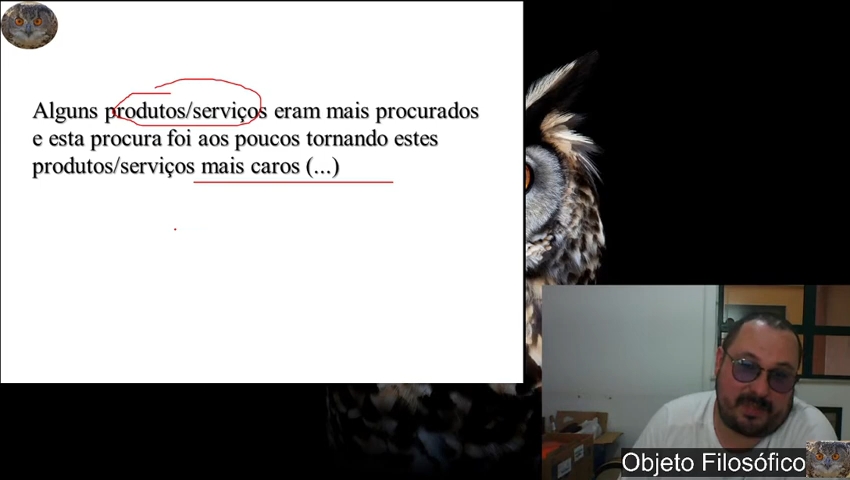 Alguns produtos/serviços eram mais procurados
e esta procura foi aos poucos tornando estes
produtos/serviços mais caros (...)
Objeto Filosófico